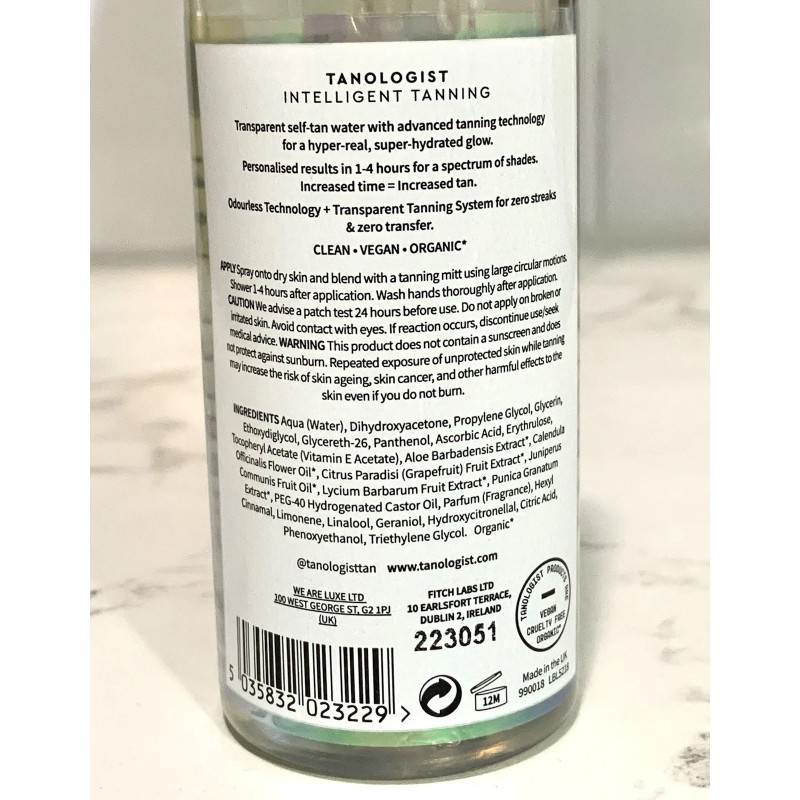 TANOLOGIST
INTELLIGENT TANNING
Transparent self-tan water with advanced tanning technology
for a hyper-real, super-hydrated glow.
Personalised results in 1-4 hours for a spectrum of shades.
Increased time = Increased tan.
Odourless Technology + Transparent Tanning System for zero streaks
& zero transfer.
CLEAN • VEGAN • ORGANIC*
APPLY Spray onto dry skin and blend with a tanning mitt using large circular motions.
Shower 1-4 hours after application. Wash hands thoroughly after application.
CAUTION We advise a patch test 24 hours before use. Do not apply on broken or
irritated skin. Avoid contact with eyes. If reaction occurs, discontinue use/seek
medical advice. WARNING This product does not contain a sunscreen and does
not protect against sunburn. Repeated exposure of unprotected skin while tanning
may increase the risk of skin ageing, skin cancer, and other harmful effects to the
skin even if you do not burn.
INGREDIENTS Aqua (Water), Dihydroxyacetone, Propylene Glycol, Glycerin,
Ethoxydiglycol, Glycereth-26, Panthenol, Ascorbic Acid, Erythrulose,
Tocopheryl Acetate (Vitamin E Acetate), Aloe Barbadensis Extract*, Calendula
Officinalis Flower Oil*, Citrus Paradisi (Grapefruit) Fruit Extract*, Juniperus
Communis Fruit Oil*, Lycium Barbarum Fruit Extract*, Punica Granatum
Extract*, PEG-40 Hydrogenated Castor Oil, Parfum (Fragrance), Hexyl
Cinnamal, Limonene, Linalool, Geraniol, Hydroxycitronellal, Citric Acid,
Phenoxyethanol, Triethylene Glycol. Organic*
@tanologisttan www.tanologist.com
WE ARE LUXE LTD
100 WEST GEORGE ST, G2 1PJ
(UK)
FITCH LABS LTD
10 EARLSFORT TERRACE,
DUBLIN 2, IRELAND
223051
TANOLOGIST PRODUCTS ARE
VEGAN
CRUELTY FREE
ORGANIC*
Made in the UK
990018 LBLS218
12M
5 035832 023229 >